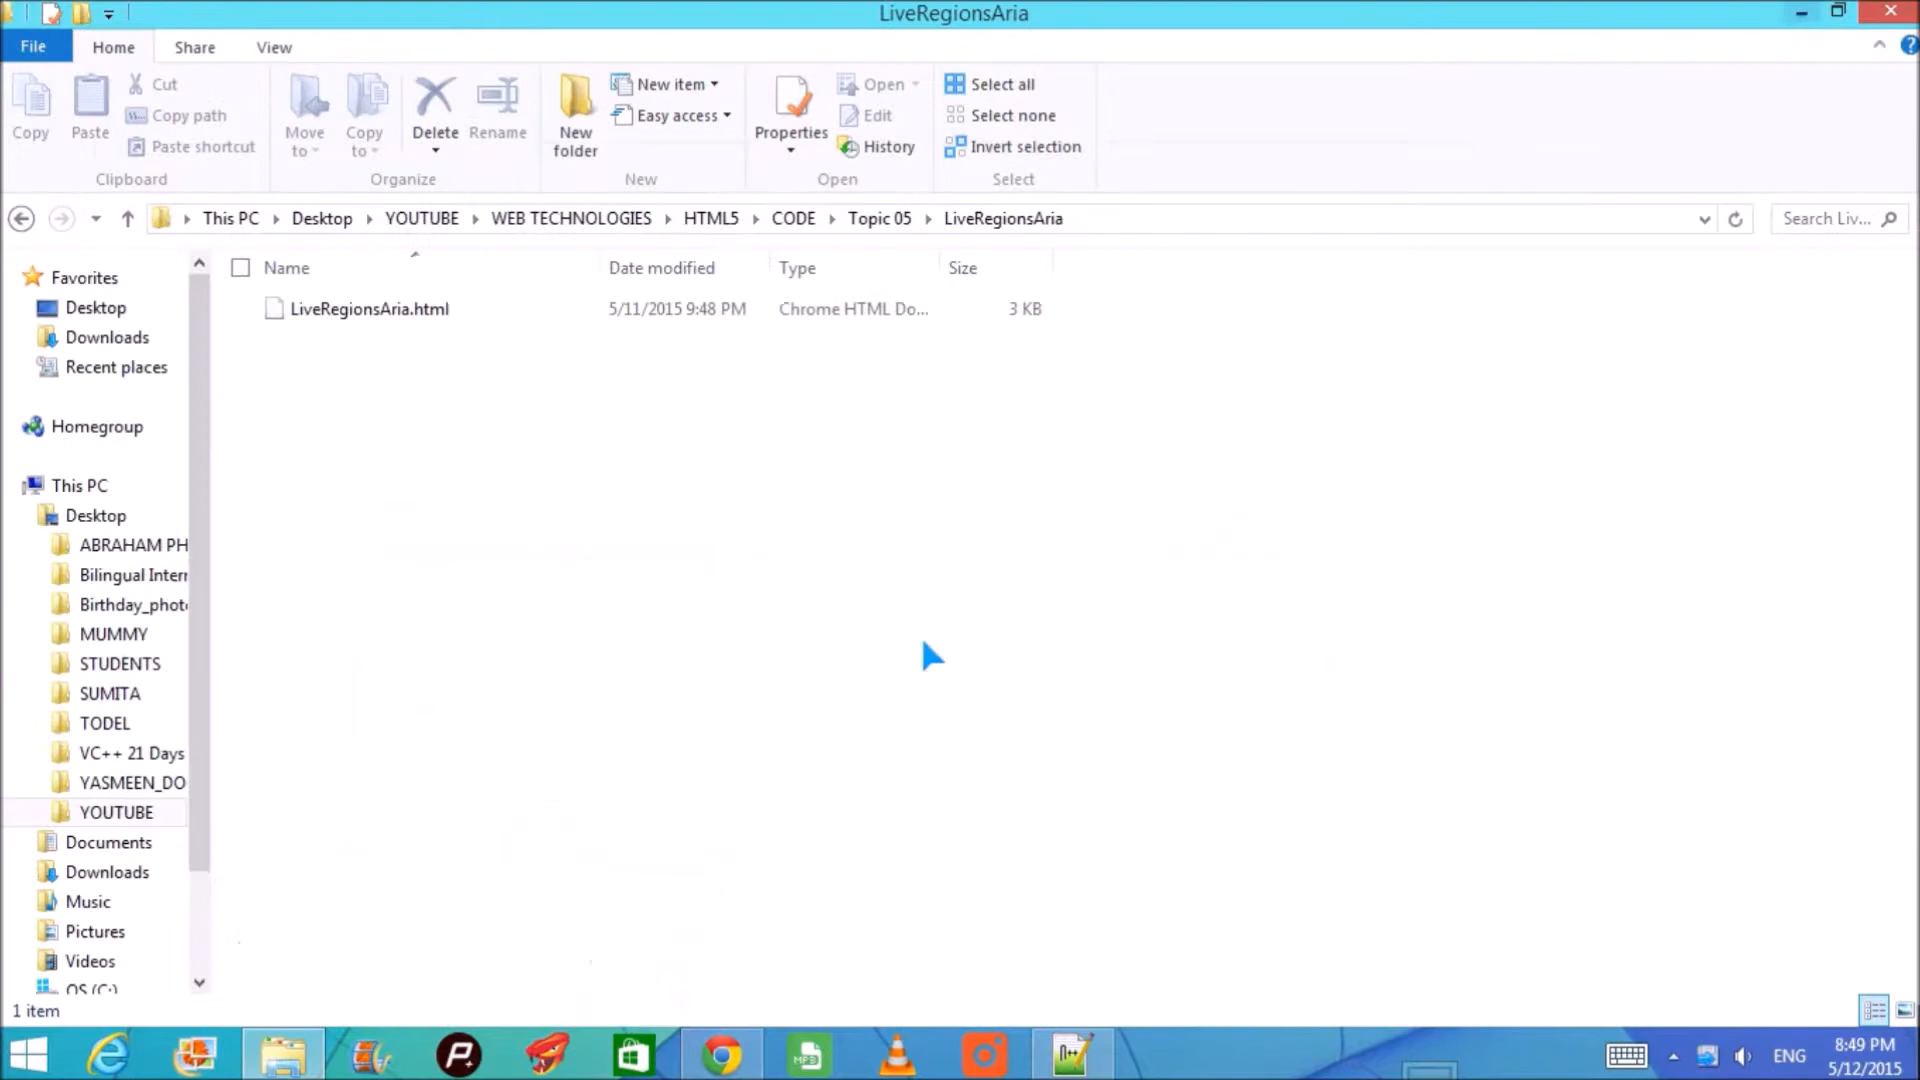 LiveRegionsAria
File Home Share View
Copy Paste Cut Copy path Paste shortcut
Move to Copy to Delete Rename
New folder New item Easy access
Properties Open Edit History
Select all Select none Invert selection
Clipboard Organize New Open Select
This PC Desktop YOUTUBE WEB TECHNOLOGIES HTML5 CODE Topic 05 LiveRegionsAria Search Liv...
Name Date modified Type Size
LiveRegionsAria.html 5/11/2015 9:48 PM Chrome HTML Do... 3 KB
Favorites
Desktop
Downloads
Recent places
Homegroup
This PC
Desktop
ABRAHAM PH
Bilingual Intern
Birthday_photo
MUMMY
STUDENTS
SUMITA
TODEL
VC++ 21 Days
YASMEEN_DO
YOUTUBE
Documents
Downloads
Music
Pictures
Videos
OS (C:)
1 item
ENG 8:49 PM
5/12/2015